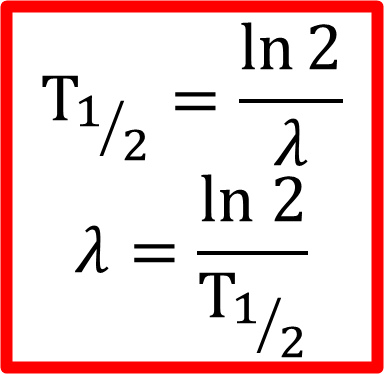 T1/2 = ln 2 / λ
λ = ln 2 / T1/2